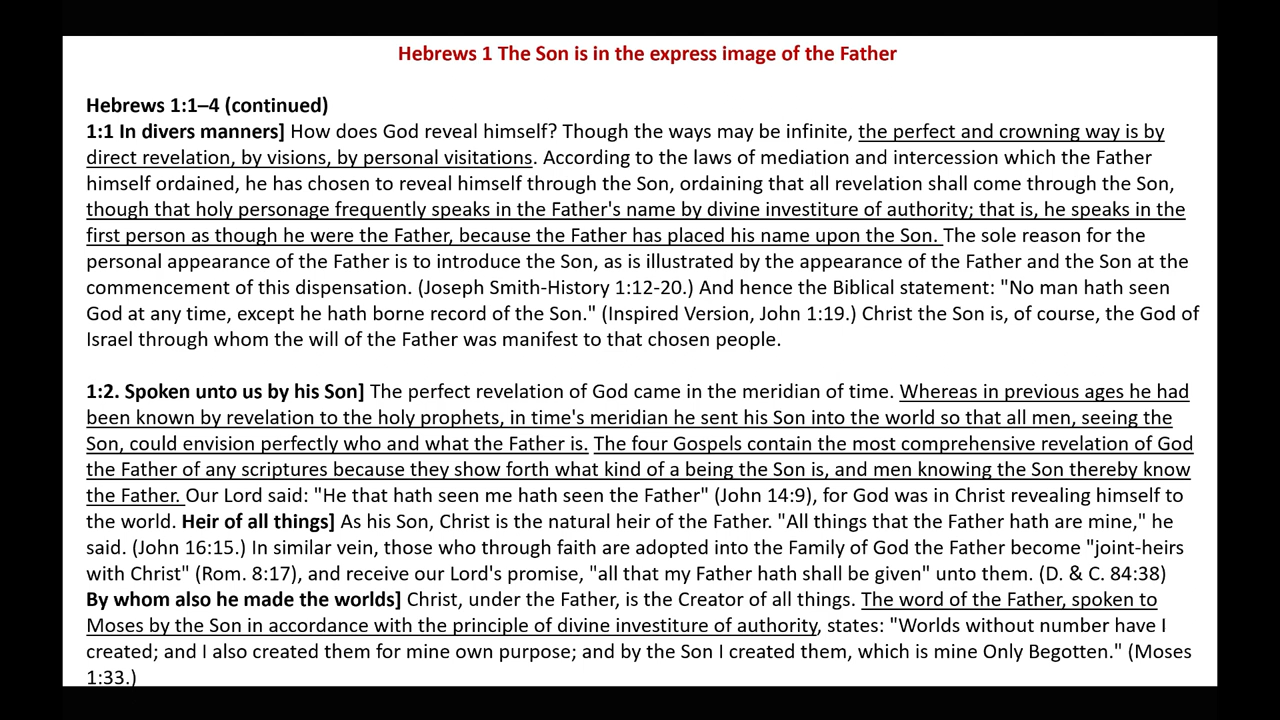 Hebrews 1 The Son is in the express image of the Father
Hebrews 1:1–4 (continued)
1:1 In divers manners] How does God reveal himself? Though the ways may be infinite, the perfect and crowning way is by
direct revelation, by visions, by personal visitations. According to the laws of mediation and intercession which the Father
himself ordained, he has chosen to reveal himself through the Son, ordaining that all revelation shall come through the Son,
though that holy personage frequently speaks in the Father's name by divine investiture of authority; that is, he speaks in the
first person as though he were the Father, because the Father has placed his name upon the Son. The sole reason for the
personal appearance of the Father is to introduce the Son, as is illustrated by the appearance of the Father and the Son at the
commencement of this dispensation. (Joseph Smith-History 1:12-20.) And hence the Biblical statement: "No man hath seen
God at any time, except he hath borne record of the Son." (Inspired Version, John 1:19.) Christ the Son is, of course, the God of
Israel through whom the will of the Father was manifest to that chosen people.
1:2. Spoken unto us by his Son] The perfect revelation of God came in the meridian of time. Whereas in previous ages he had
been known by revelation to the holy prophets, in time's meridian he sent his Son into the world so that all men, seeing the
Son, could envision perfectly who and what the Father is. The four Gospels contain the most comprehensive revelation of God
the Father of any scriptures because they show forth what kind of a being the Son is, and men knowing the Son thereby know
the Father. Our Lord said: "He that hath seen me hath seen the Father" (John 14:9), for God was in Christ revealing himself to
the world. Heir of all things] As his Son, Christ is the natural heir of the Father. "All things that the Father hath are mine," he
said. (John 16:15.) In similar vein, those who through faith are adopted into the Family of God the Father become "joint-heirs
with Christ" (Rom. 8:17), and receive our Lord's promise, "all that my Father hath shall be given" unto them. (D. & C. 84:38)
By whom also he made the worlds] Christ, under the Father, is the Creator of all things. The word of the Father, spoken to
Moses by the Son in accordance with the principle of divine investiture of authority, states: "Worlds without number have I
created; and I also created them for mine own purpose; and by the Son I created them, which is mine Only Begotten." (Moses
1:33.)